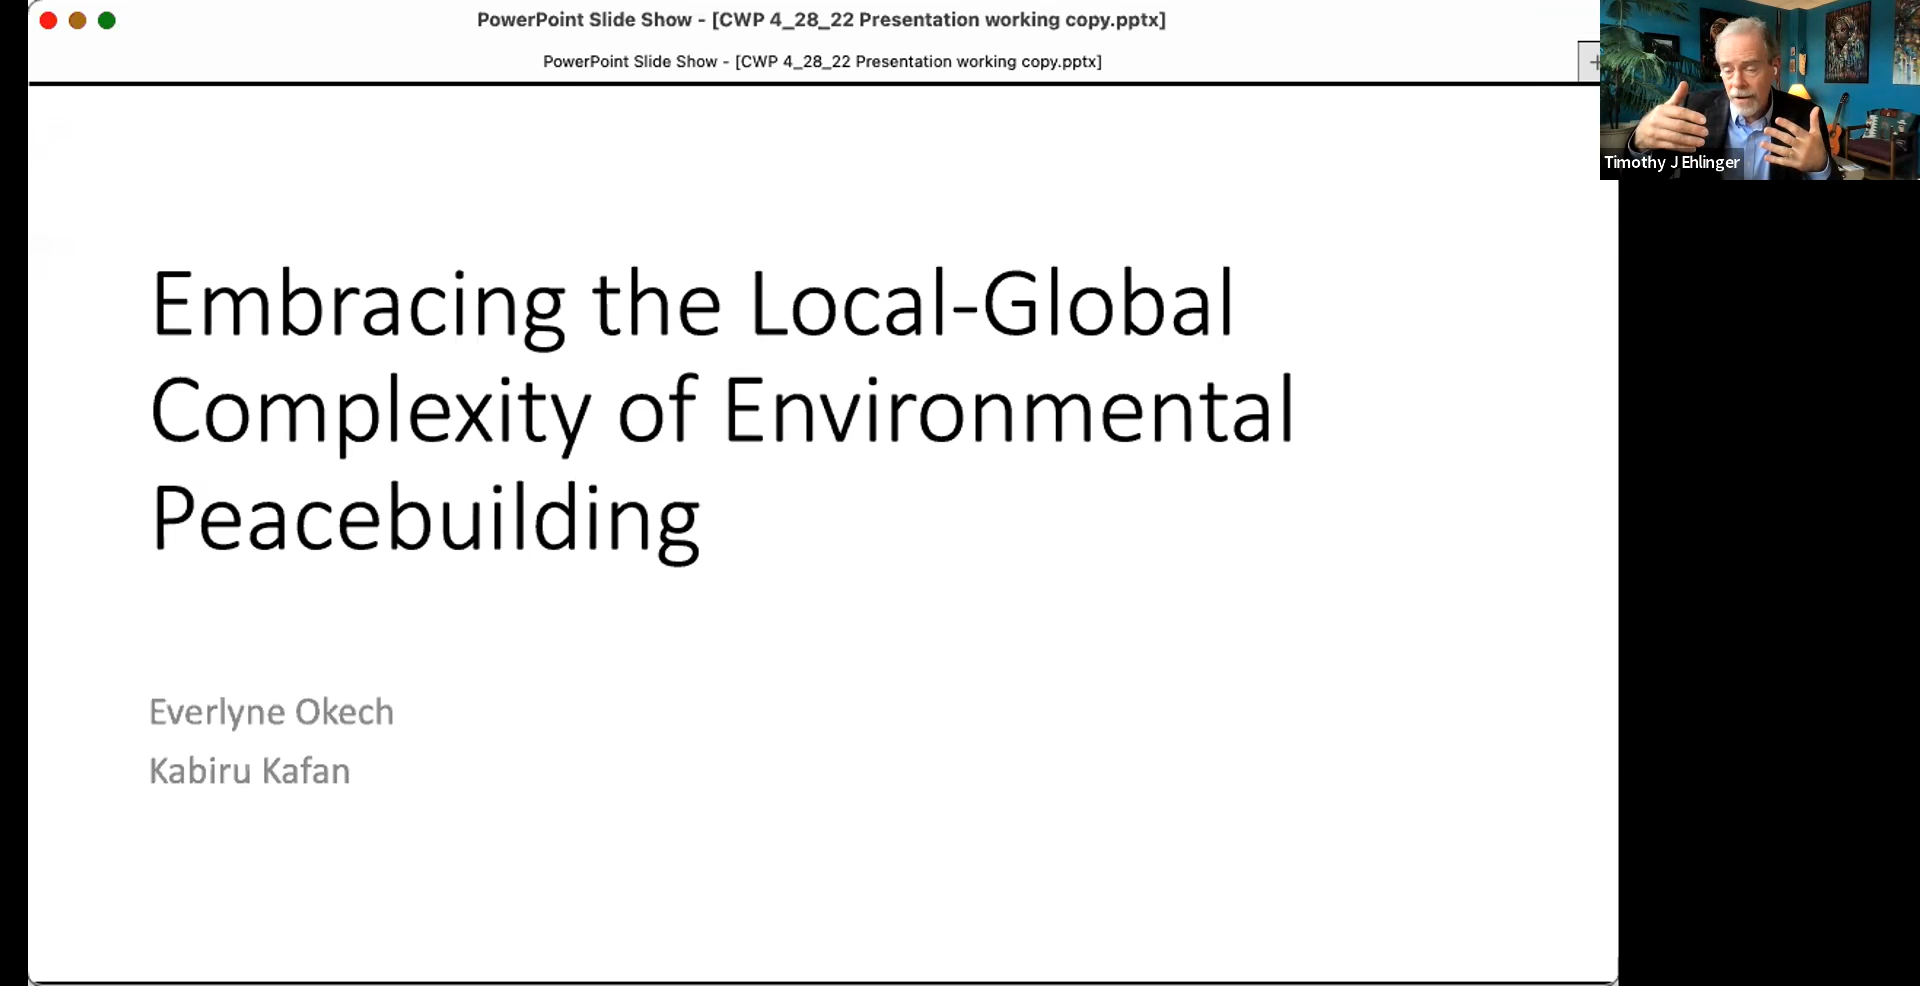 PowerPoint Slide Show - [CWP 4_28_22 Presentation working copy.pptx]
PowerPoint Slide Show - [CWP 4_28_22 Presentation working copy.pptx]
+
Timothy J Ehlinger
Embracing the Local-Global
Complexity of Environmental
Peacebuilding
Everlyne Okech
Kabiru Kafan